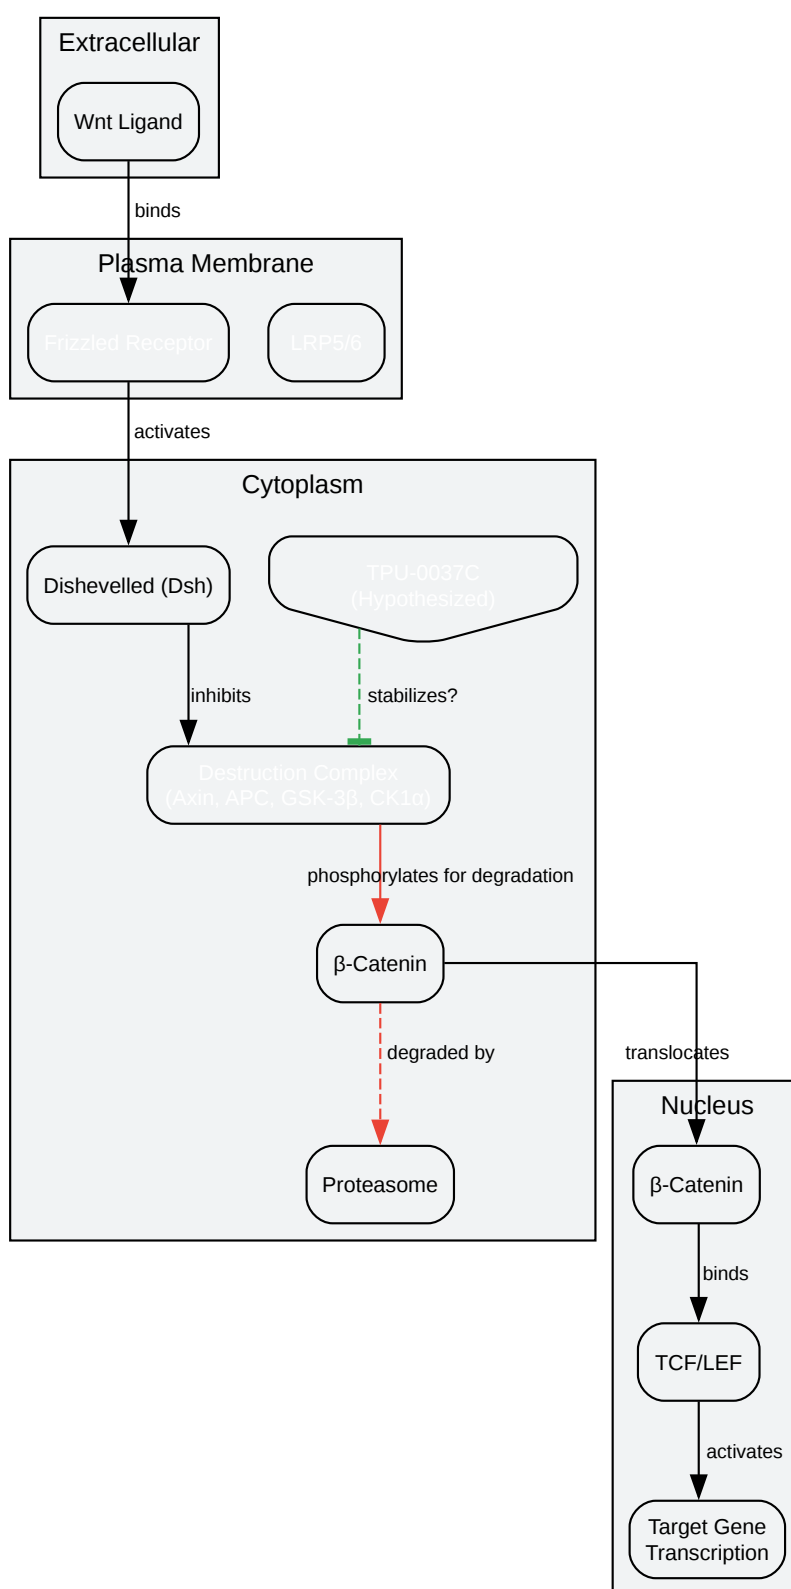 Extracellular
Wnt Ligand
binds
Plasma Membrane
Frizzled Receptor
LRP5/6
activates
Cytoplasm
Dishevelled (Dsh)
TPU-0037C
(Hypothesized)
inhibits
stabilizes?
Destruction Complex
(Axin, APC, GSK-3β, CK1α)
phosphorylates for degradation
β-Catenin
degraded by
translocates
Nucleus
Proteasome
β-Catenin
binds
TCF/LEF
activates
Target Gene
Transcription